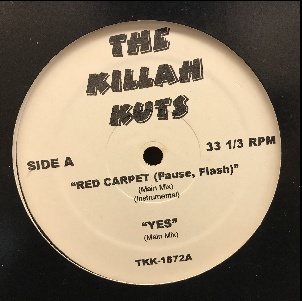 THE
KILLAH
KUTS
SIDE A
33 1/3 RPM
"RED CARPET (Pause, Flash)"
(Main Mix)
(Instrumental)
"YES"
(Main Mix)
TKK-1872A